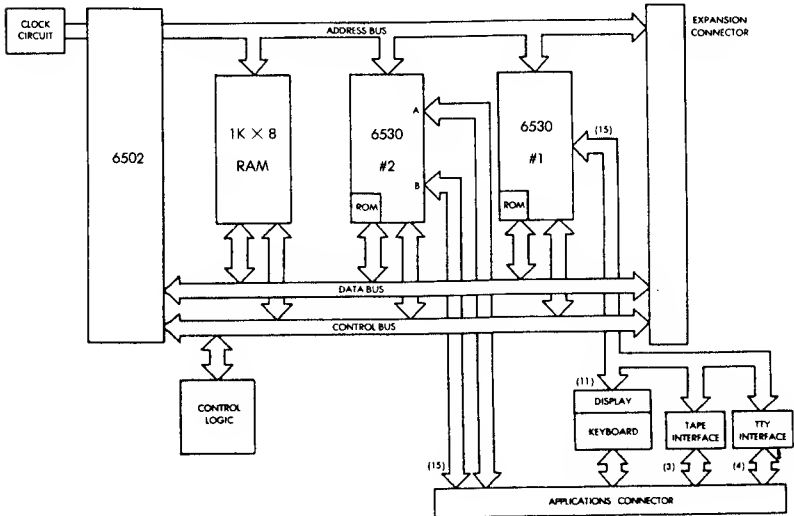 CLOCK
CIRCUIT
ADDRESS BUS
EXPANSION
CONNECTOR
6502
1K × 8
RAM
A
6530
#2
B
ROM
6530
#1
ROM
(15)
DATA BUS
CONTROL BUS
CONTROL
LOGIC
(11)
DISPLAY
KEYBOARD
TAPE
INTERFACE
TTY
INTERFACE
(15)
(3)
(4)
APPLICATIONS CONNECTOR